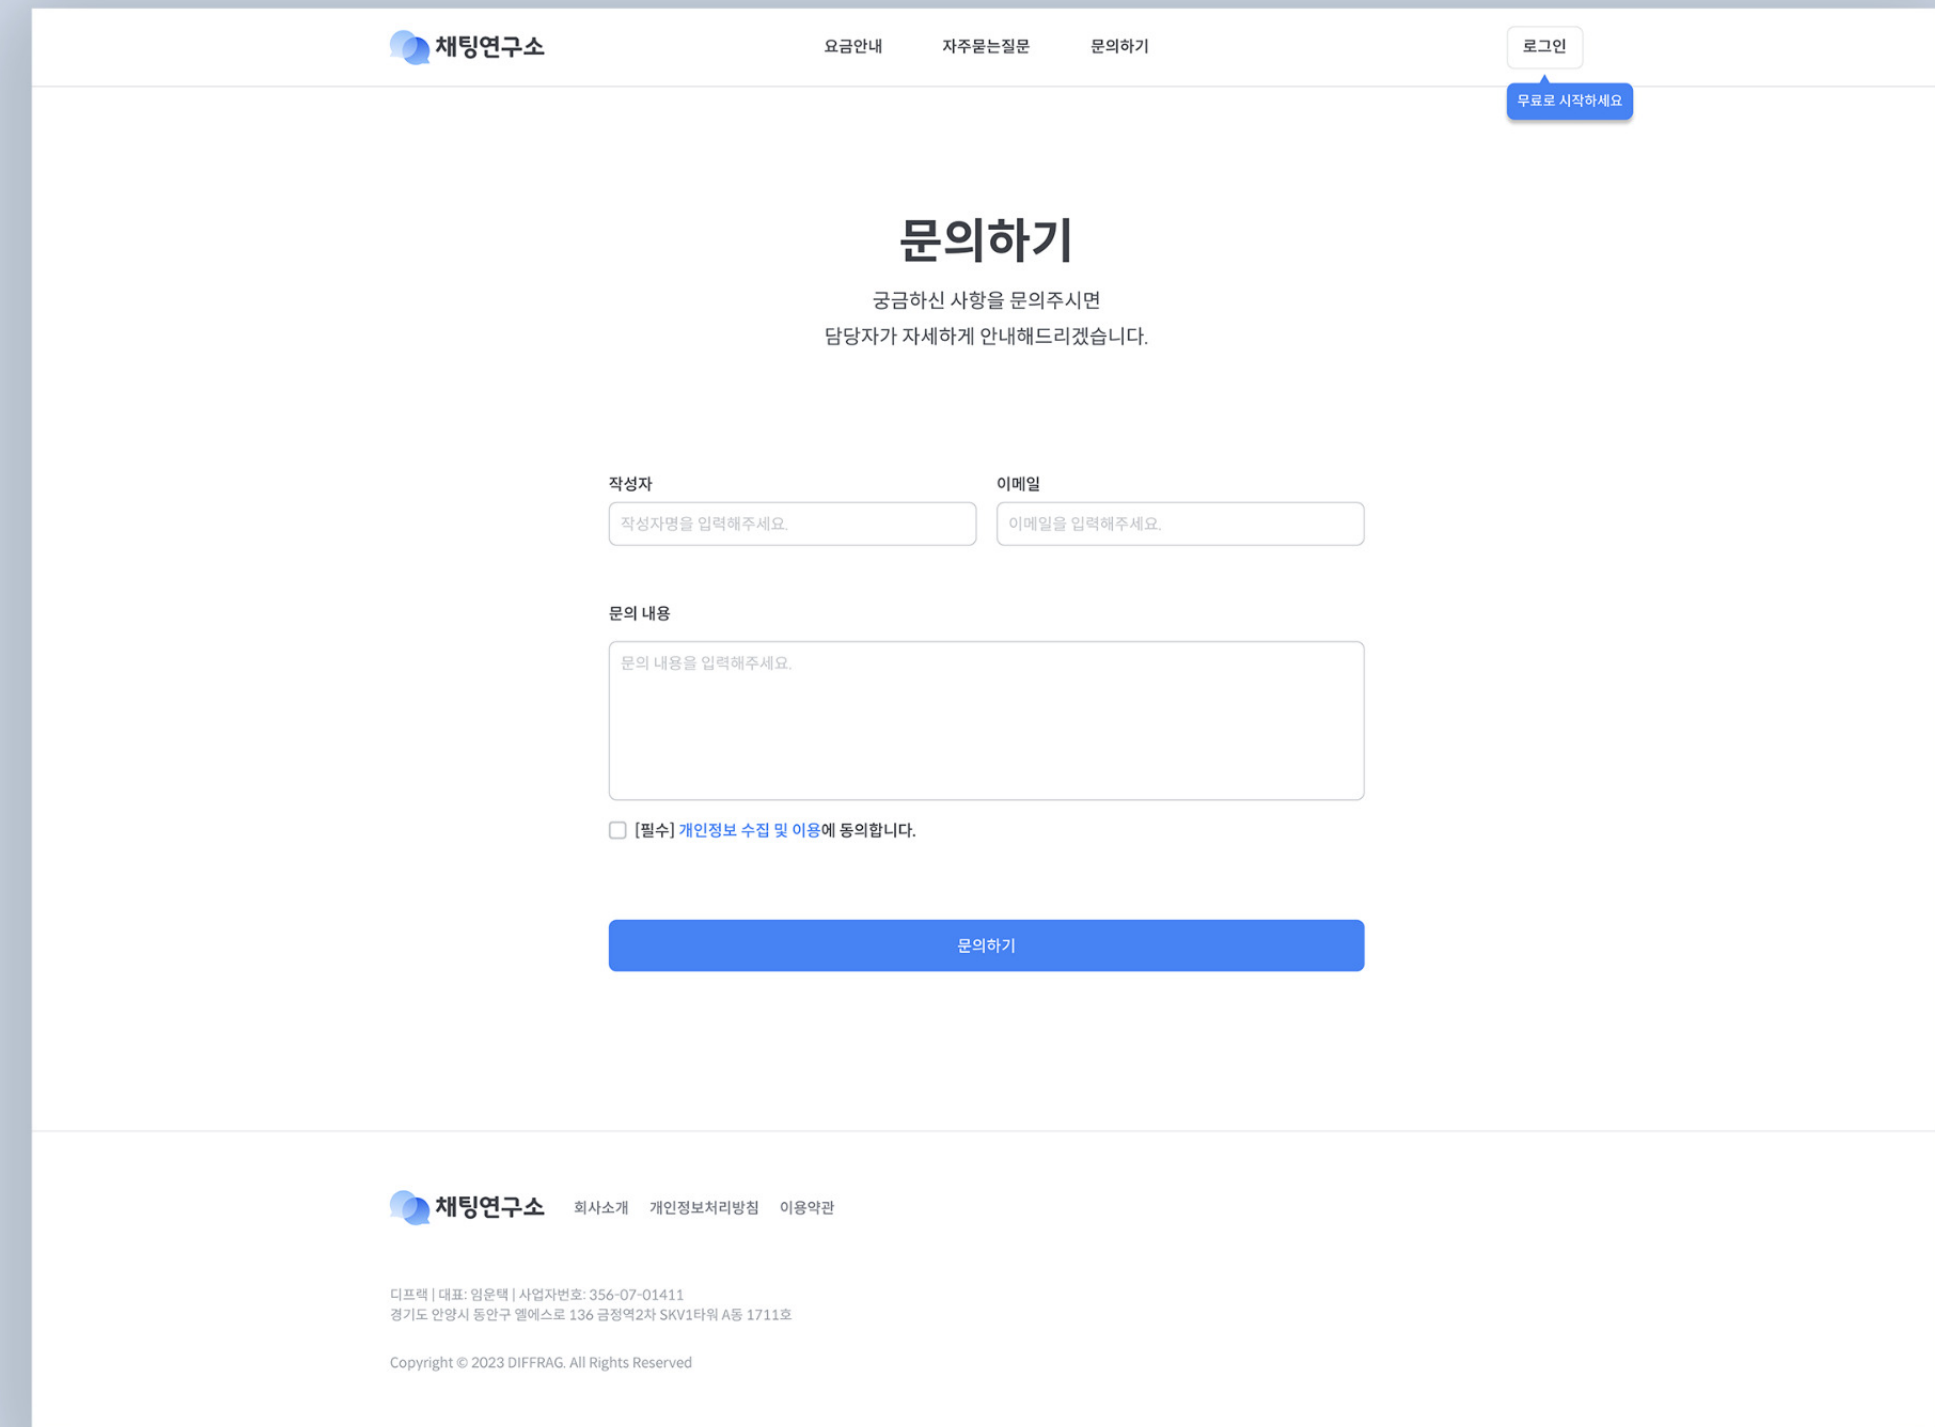 채팅연구소
요금안내
자주묻는질문
문의하기
로그인
무료로 시작하세요
문의하기
궁금하신 사항을 문의주시면
담당자가 자세하게 안내해드리겠습니다.
작성자
이메일
작성자명을 입력해주세요.
이메일을 입력해주세요.
문의 내용
문의 내용을 입력해주세요.
[필수] 개인정보 수집 및 이용에 동의합니다.
문의하기
채팅연구소
회사소개
개인정보처리방침
이용약관
디프랙 | 대표: 임운택 | 사업자번호: 356-07-01411
경기도 안양시 동안구 엘에스로 136 금정역2차 SKV1타워 A동 1711호
Copyright © 2023 DIFFRAG. All Rights Reserved